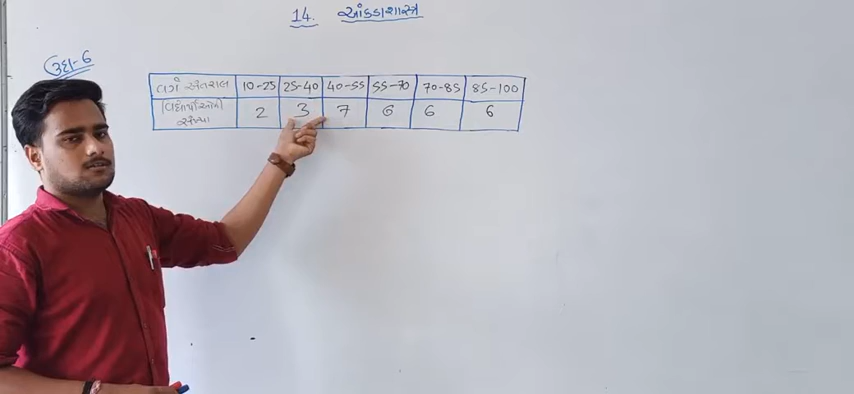 14. આંકડાશાસ્ત્ર
ઉદા-6
વર્ગ અંતરાલ 10-25 25-40 40-55 55-70 70-85 85-100
વિદ્યાર્થીઓની સંખ્યા 2 3 7 6 6 6